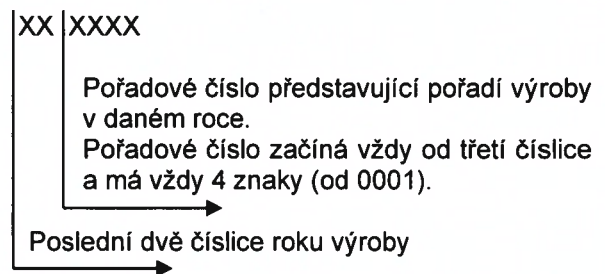 XX XXXX
Pořadové číslo představující pořadí výroby
v daném roce.
Pořadové číslo začíná vždy od třetí číslice
a má vždy 4 znaky (od 0001).
Poslední dvě číslice roku výroby